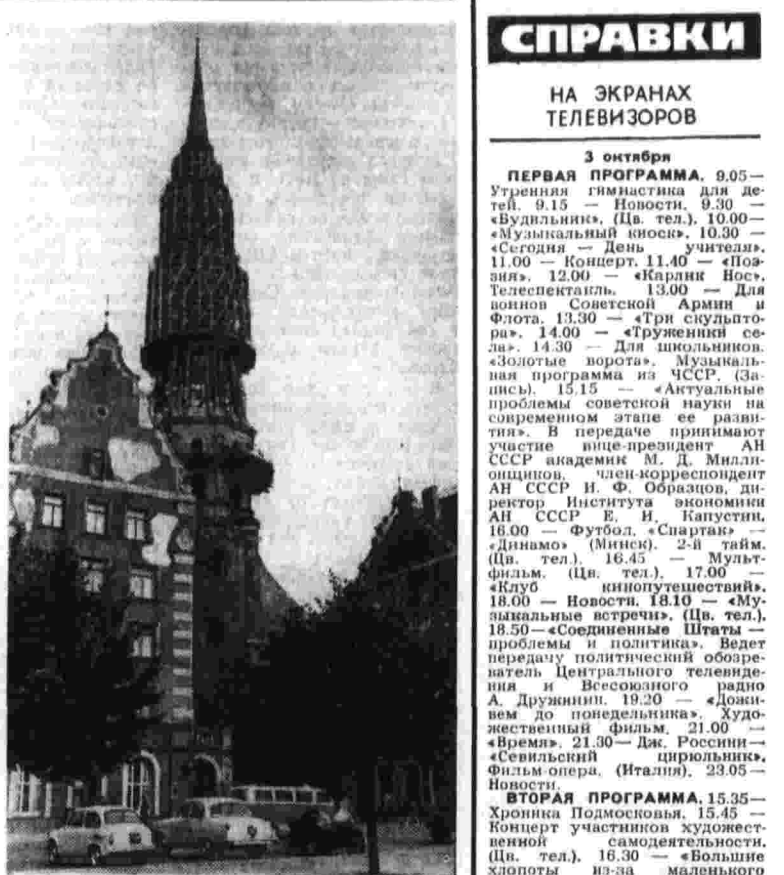 СПРАВКИ
НА ЭКРАНАХ
ТЕЛЕВИЗОРОВ
3 октября
ПЕРВАЯ ПРОГРАММА. 9.05—
Утренняя гимнастика для де-
тей. 9.15 — Новости. 9.30 —
«Будильник». (Цв. тел.). 10.00—
«Музыкальный киоск». 10.30 —
«Сегодня — День учителя».
11.00 — Концерт. 11.40 — «Поэ-
зия». 12.00 — «Карлик Нос».
Телеспектакль. 13.00 — Для
воинов Советской Армии и
Флота. 13.30 — «Три скульпто-
ра». 14.00 — «Труженики се-
ла». 14.30 — Для школьников.
«Золотые ворота». Музыкаль-
ная программа из ЧССР. (За-
пись). 15.15 — «Актуальные
проблемы советской науки на
современном этапе ее разви-
тия». В передаче принимают
участие вице-президент АН
СССР академик М. Д. Милли-
онщиков, член-корреспондент
АН СССР И. Ф. Образцов, ди-
ректор Института экономики
АН СССР Е. И. Капустин.
16.00 — Футбол. «Спартак» —
«Динамо» (Минск). 2-й тайм.
(Цв. тел.). 16.45 — Мульт-
фильм. (Цв. тел.). 17.00 —
«Клуб кинопутешествий».
18.00 — Новости. 18.10 — «Му-
зыкальные встречи». (Цв. тел.).
18.50—«Соединенные Штаты —
проблемы и политика». Ведет
передачу политический обозре-
ватель Центрального телевиде-
ния и Всесоюзного радио
А. Дружинин. 19.20 — «Дожи-
вем до понедельника». Худо-
жественный фильм. 21.00 —
«Время». 21.30— Дж. Россини—
«Севильский цирюльник».
Фильм-опера. (Италия). 23.05—
Новости.
ВТОРАЯ ПРОГРАММА. 15.35—
Хроника Подмосковья. 15.45 —
Концерт участников художест-
венной самодеятельности.
(Цв. тел.). 16.30 — «Большие
хлопоты из-за маленького